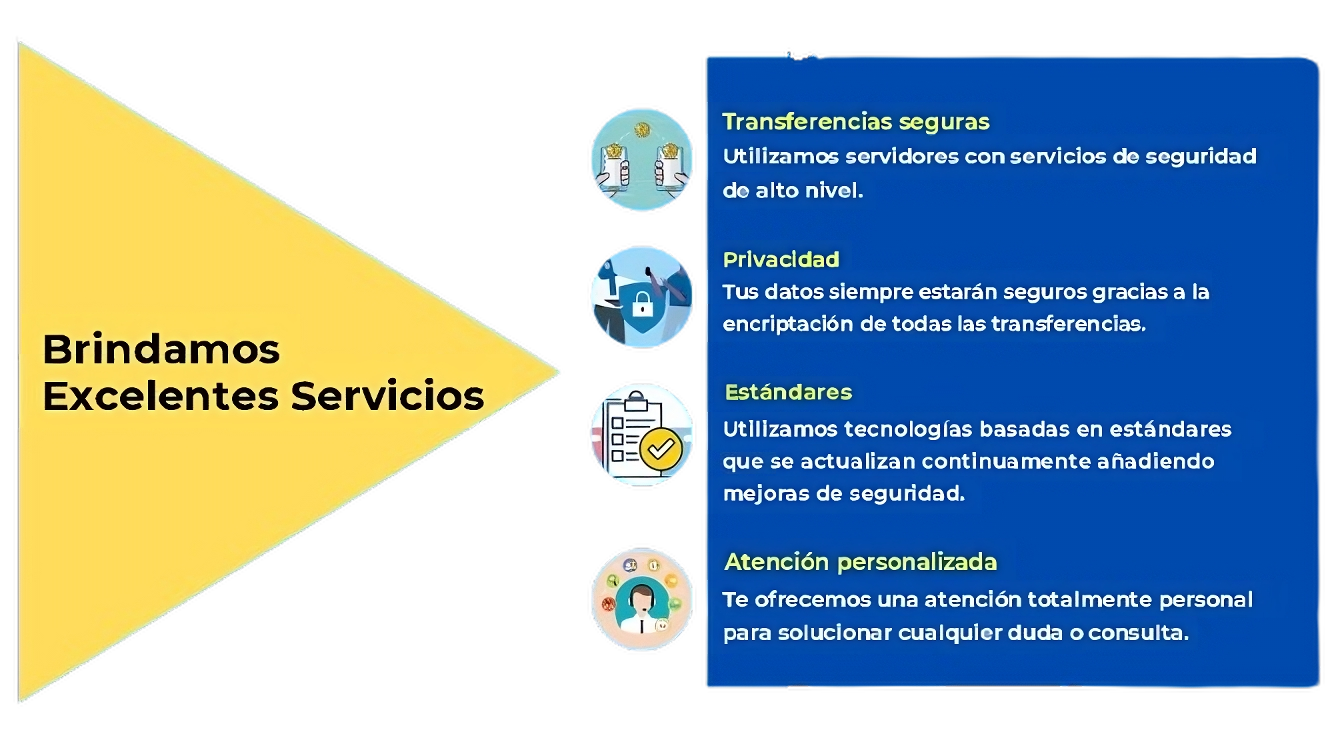 Brindamos
Excelentes Servicios
Transferencias seguras
Utilizamos servidores con servicios de seguridad
de alto nivel.
Privacidad
Tus datos siempre estarán seguros gracias a la
encriptación de todas las transferencias.
Estándares
Utilizamos tecnologías basadas en estándares
que se actualizan continuamente añadiendo
mejoras de seguridad.
Atención personalizada
Te ofrecemos una atención totalmente personal
para solucionar cualquier duda o consulta.